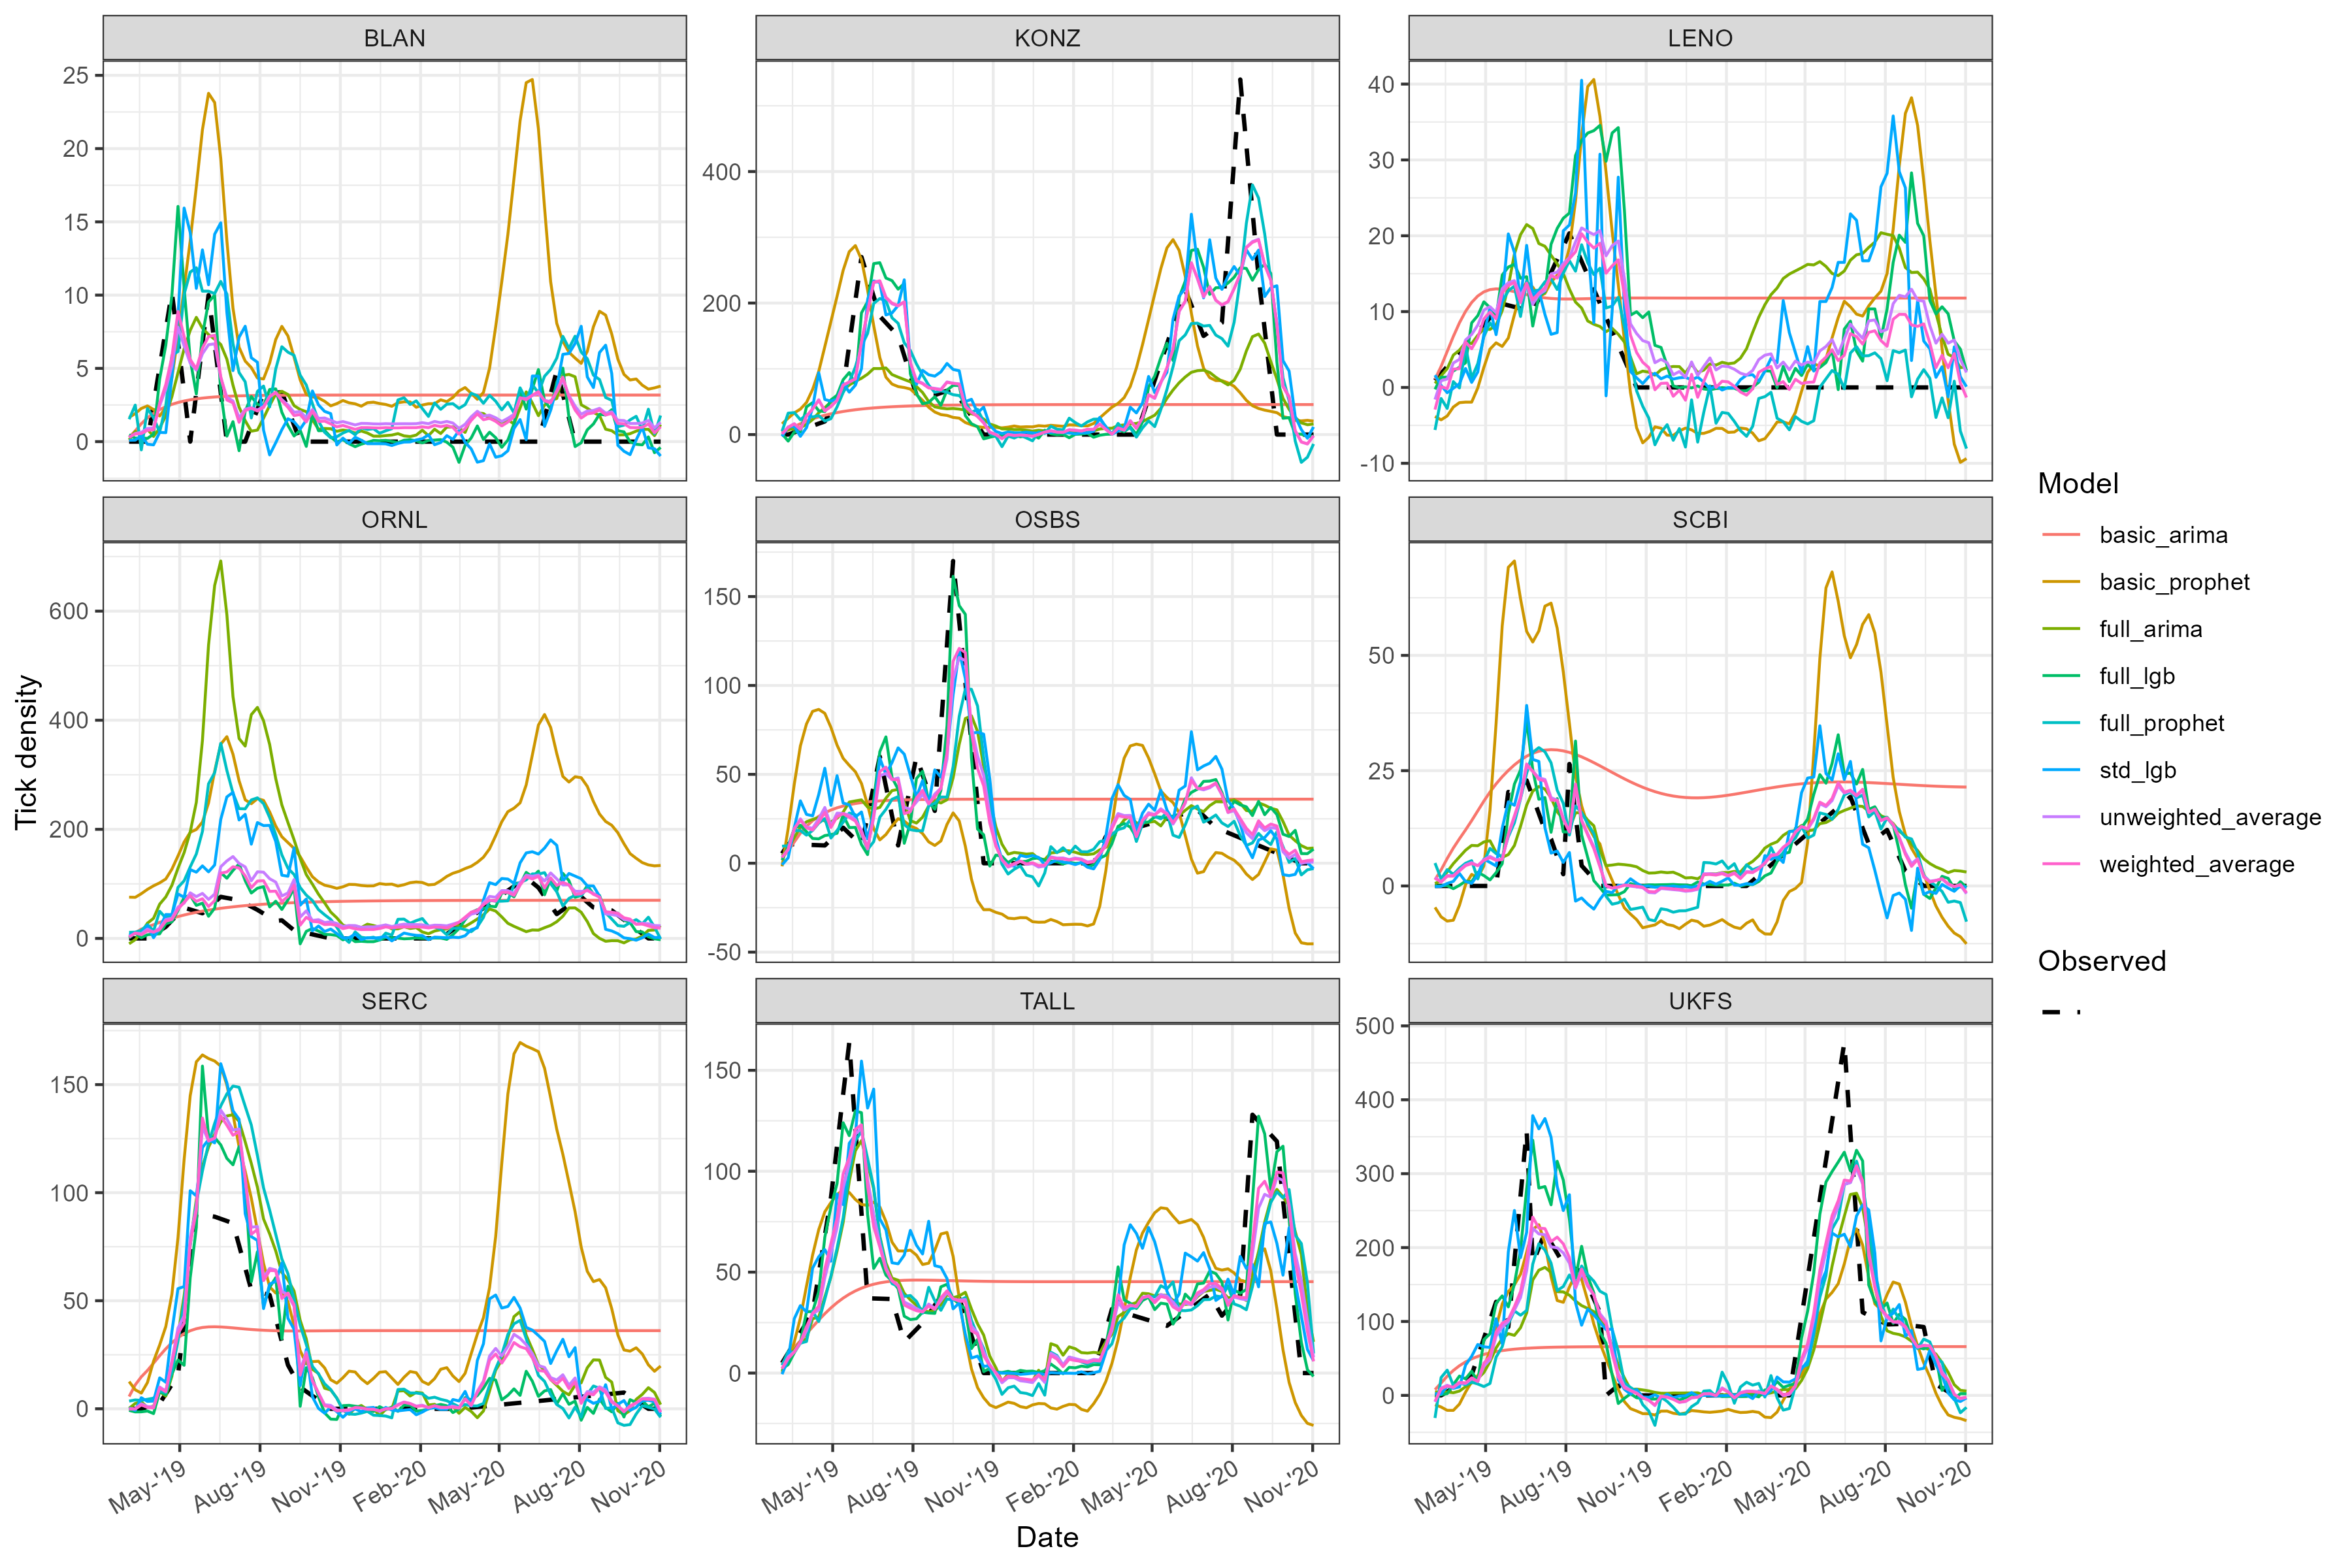 BLAN KONZ LENO
25 20 15 10 5 0
400 200 0
40 30 20 10 0 -10
ORNL OSBS SCBI
600 400 200 0
150 100 50 0 -50
50 25 0
SERC TALL UKFS
150 100 50 0
150 100 50 0
500 400 300 200 100 0
May-'19 Aug-'19 Nov-'19 Feb-'20 May-'20 Aug-'20 Nov-'20
May-'19 Aug-'19 Nov-'19 Feb-'20 May-'20 Aug-'20 Nov-'20
May-'19 Aug-'19 Nov-'19 Feb-'20 May-'20 Aug-'20 Nov-'20
Date
Tick density
Model
basic_arima
basic_prophet
full_arima
full_lgb
full_prophet
std_lgb
unweighted_average
weighted_average
Observed